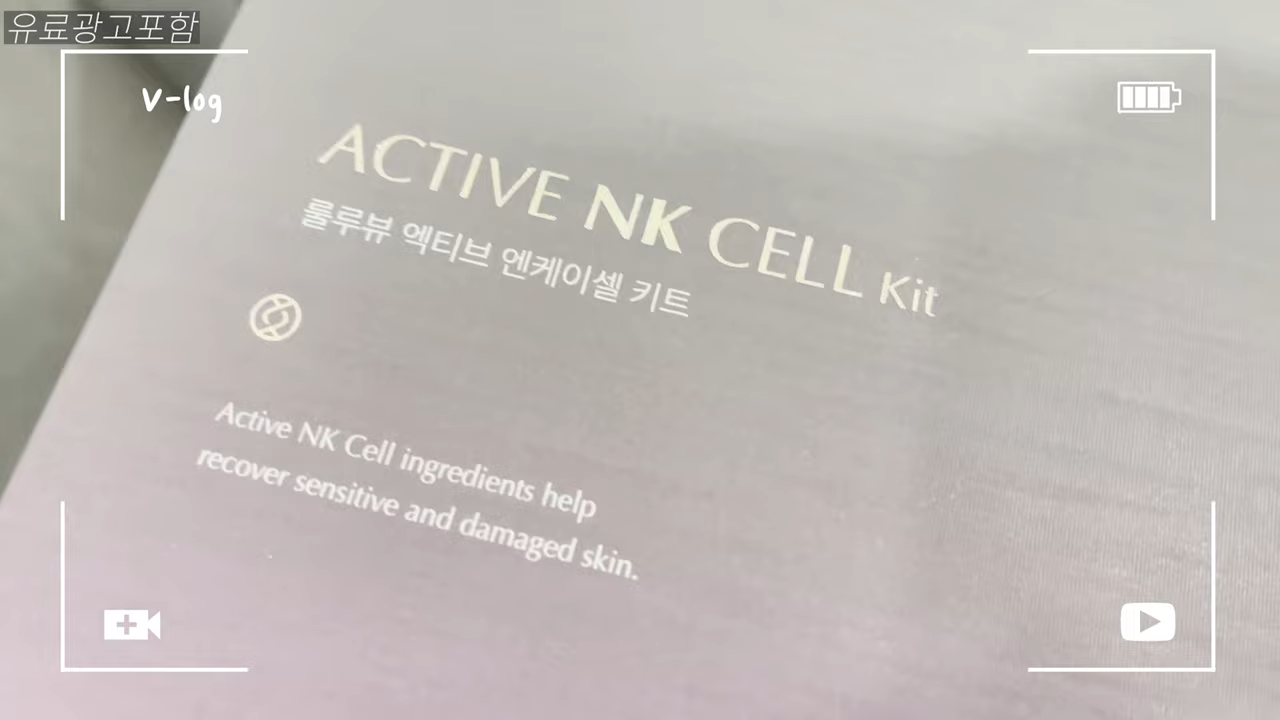 유료광고포함
V-log
ACTIVE NK CELL Kit
룰루뷰 엑티브 엔케이셀 키트
Active NK Cell ingredients help
recover sensitive and damaged skin.